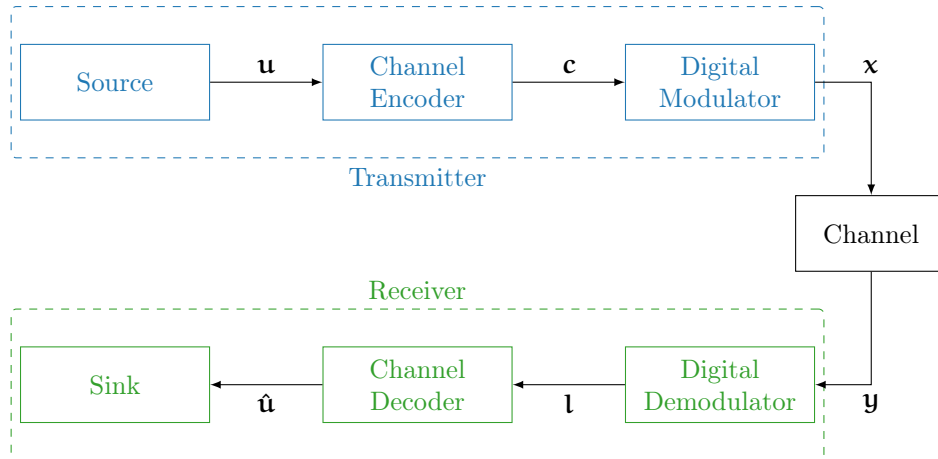 u c x
Source
Channel
Encoder
Digital
Modulator
Transmitter
Channel
Receiver
Sink
Channel
Decoder
Digital
Demodulator
û l y